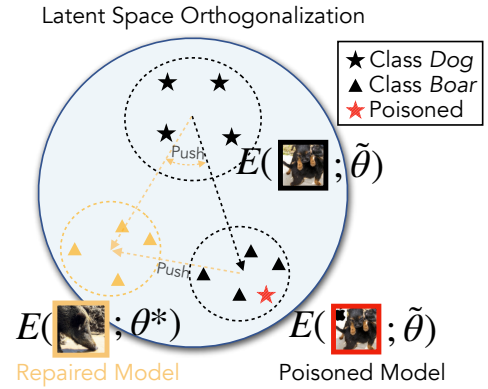 Latent Space Orthogonalization
★ Class Dog
▲ Class Boar
★ Poisoned
Push
E( ; θ̃)
Push
E( ; θ*)
E( ; θ̃)
Repaired Model
Poisoned Model